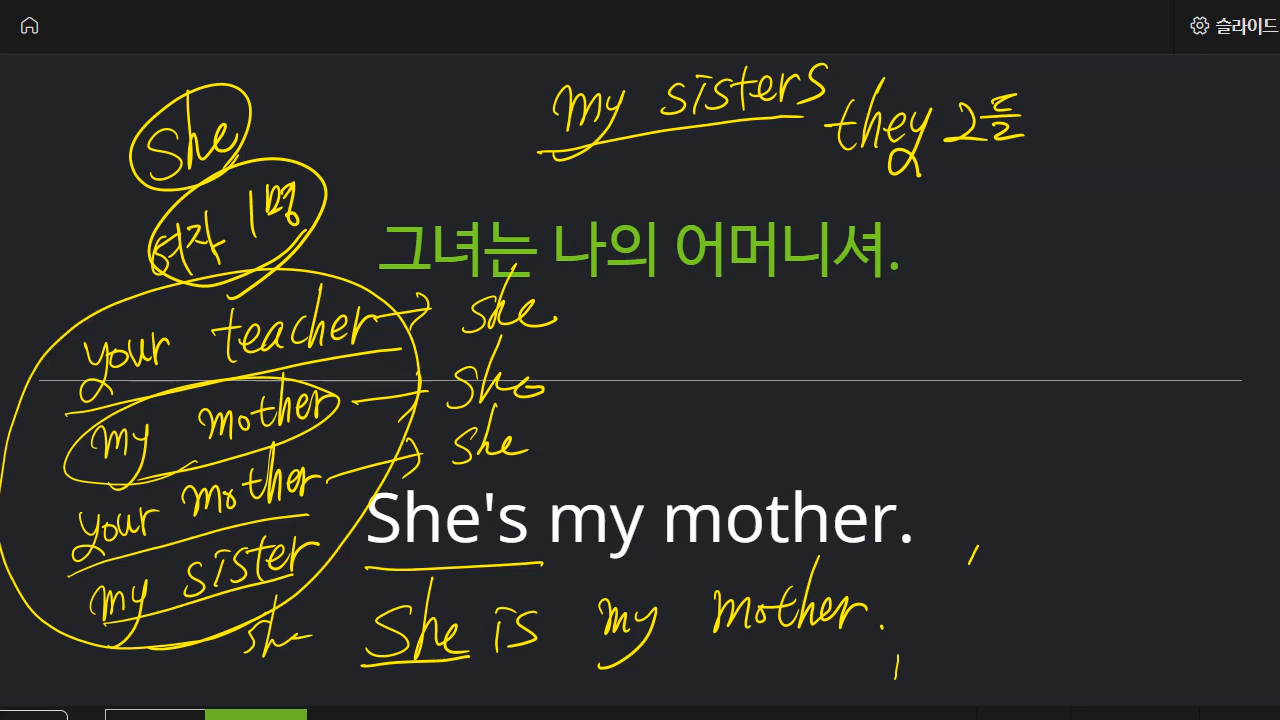 슬라이드
my sisters they 2들
She
여자 1명
그녀는 나의 어머니셔.
your teacher → she
my mother → she
your mother → she
my sister
she
She's my mother.
She is my mother.